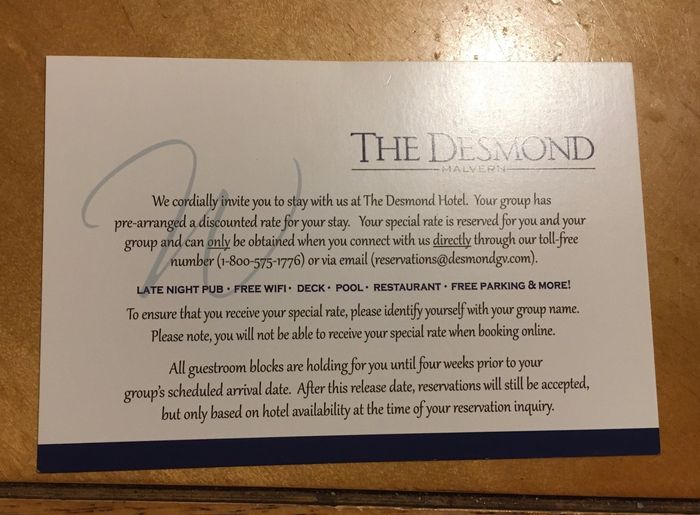 THE DESMOND
MALVERN
W
We cordially invite you to stay with us at The Desmond Hotel. Your group has
pre-arranged a discounted rate for your stay. Your special rate is reserved for you and your
group and can only be obtained when you connect with us directly through our toll-free
number (1-800-575-1776) or via email (reservations@desmondgv.com).
LATE NIGHT PUB • FREE WIFI • DECK • POOL • RESTAURANT • FREE PARKING & MORE!
To ensure that you receive your special rate, please identify yourself with your group name.
Please note, you will not be able to receive your special rate when booking online.
All guestroom blocks are holding for you until four weeks prior to your
group's scheduled arrival date. After this release date, reservations will still be accepted,
but only based on hotel availability at the time of your reservation inquiry.